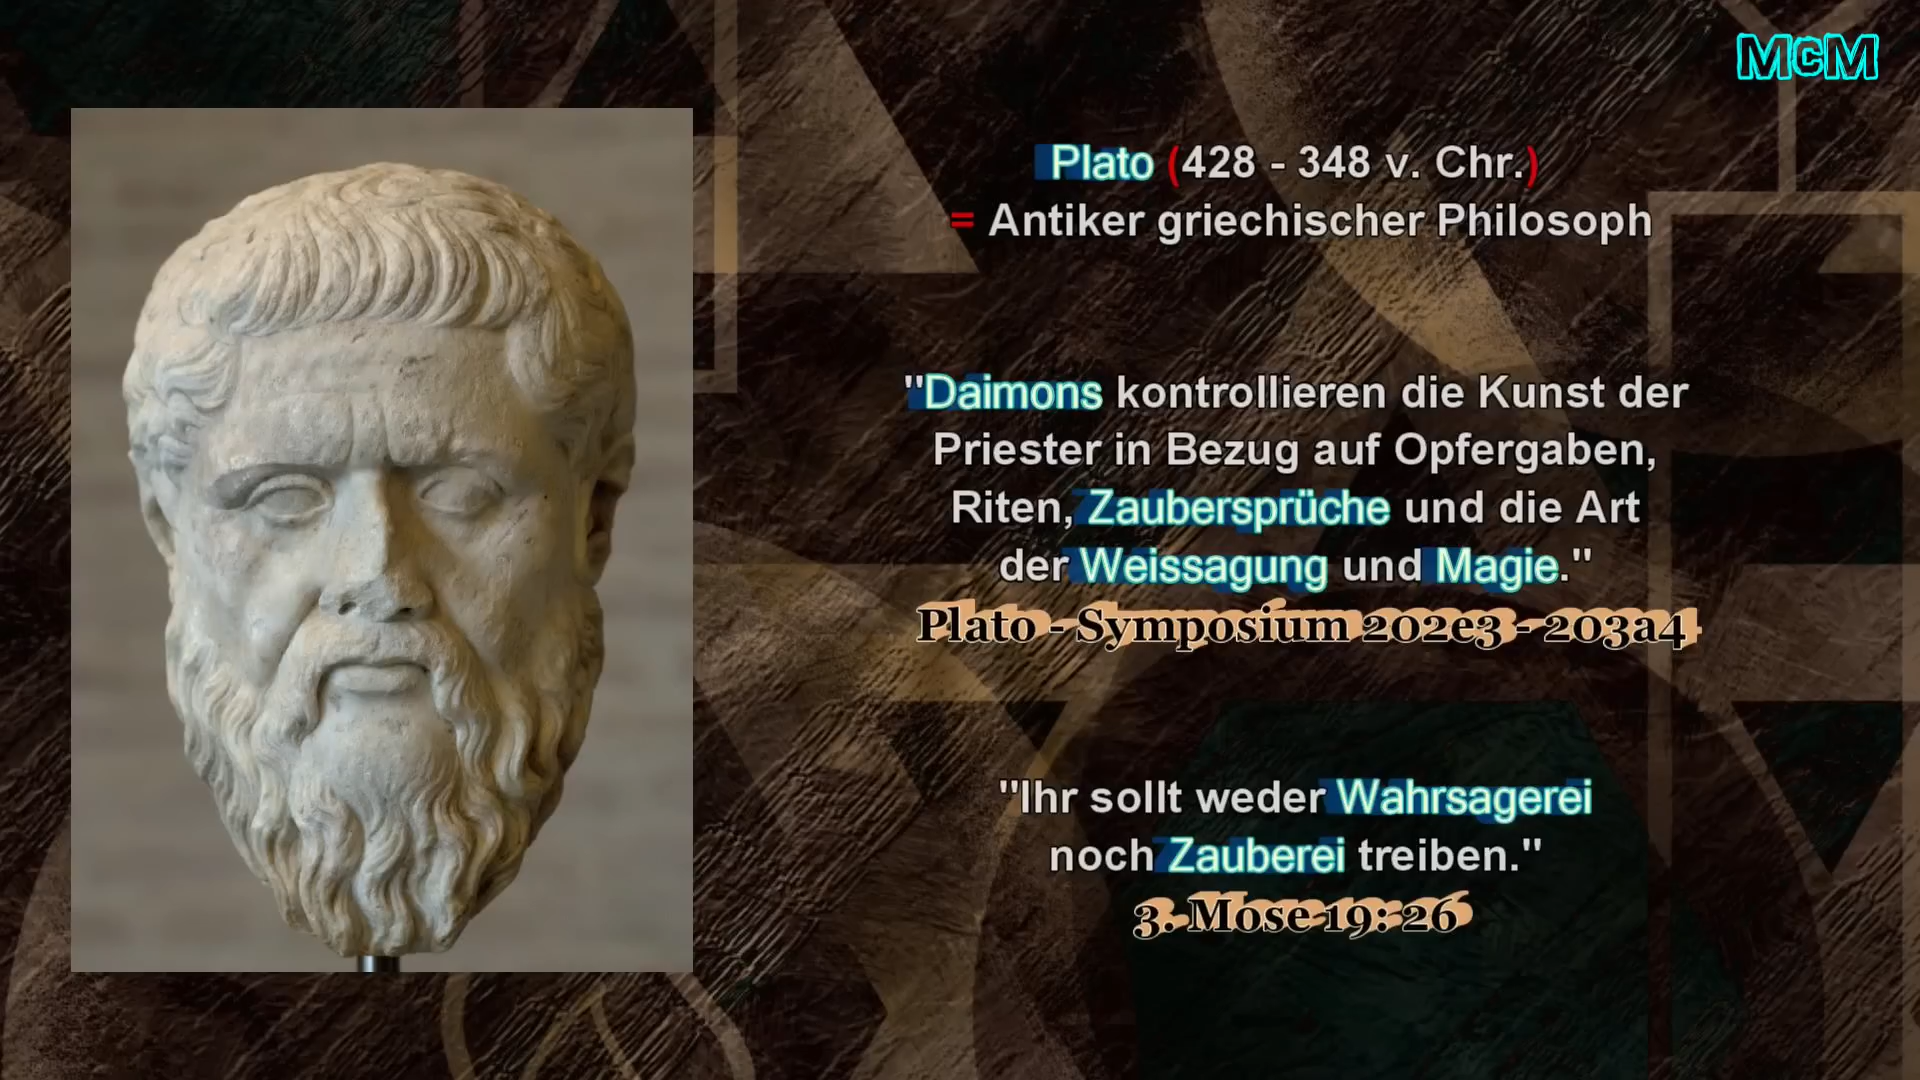 McM
Plato (428 - 348 v. Chr.)
= Antiker griechischer Philosoph
"Daimons kontrollieren die Kunst der
Priester in Bezug auf Opfergaben,
Riten, Zaubersprüche und die Art
der Weissagung und Magie."
Plato - Symposium 202e3 - 203a4
"Ihr sollt weder Wahrsagerei
noch Zauberei treiben."
3. Mose 19: 26